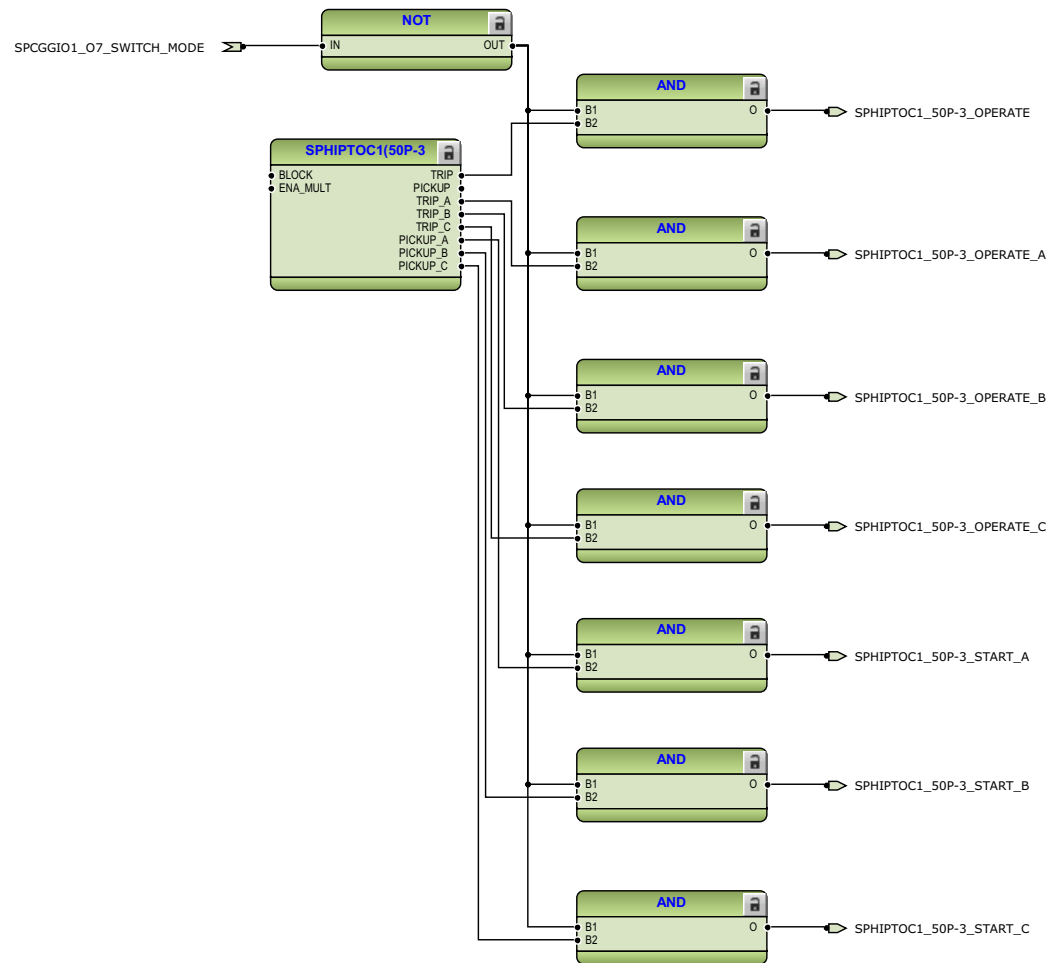 NOT
SPCGGIO1_O7_SWITCH_MODE
IN OUT
AND
B1 O
B2
SPHIPTOC1_50P-3_OPERATE
SPHIPTOC1(50P-3
BLOCK TRIP
ENA_MULT PICKUP
TRIP_A
TRIP_B
TRIP_C
PICKUP_A
PICKUP_B
PICKUP_C
AND
B1 O
B2
SPHIPTOC1_50P-3_OPERATE_A
AND
B1 O
B2
SPHIPTOC1_50P-3_OPERATE_B
AND
B1 O
B2
SPHIPTOC1_50P-3_OPERATE_C
AND
B1 O
B2
SPHIPTOC1_50P-3_START_A
AND
B1 O
B2
SPHIPTOC1_50P-3_START_B
AND
B1 O
B2
SPHIPTOC1_50P-3_START_C